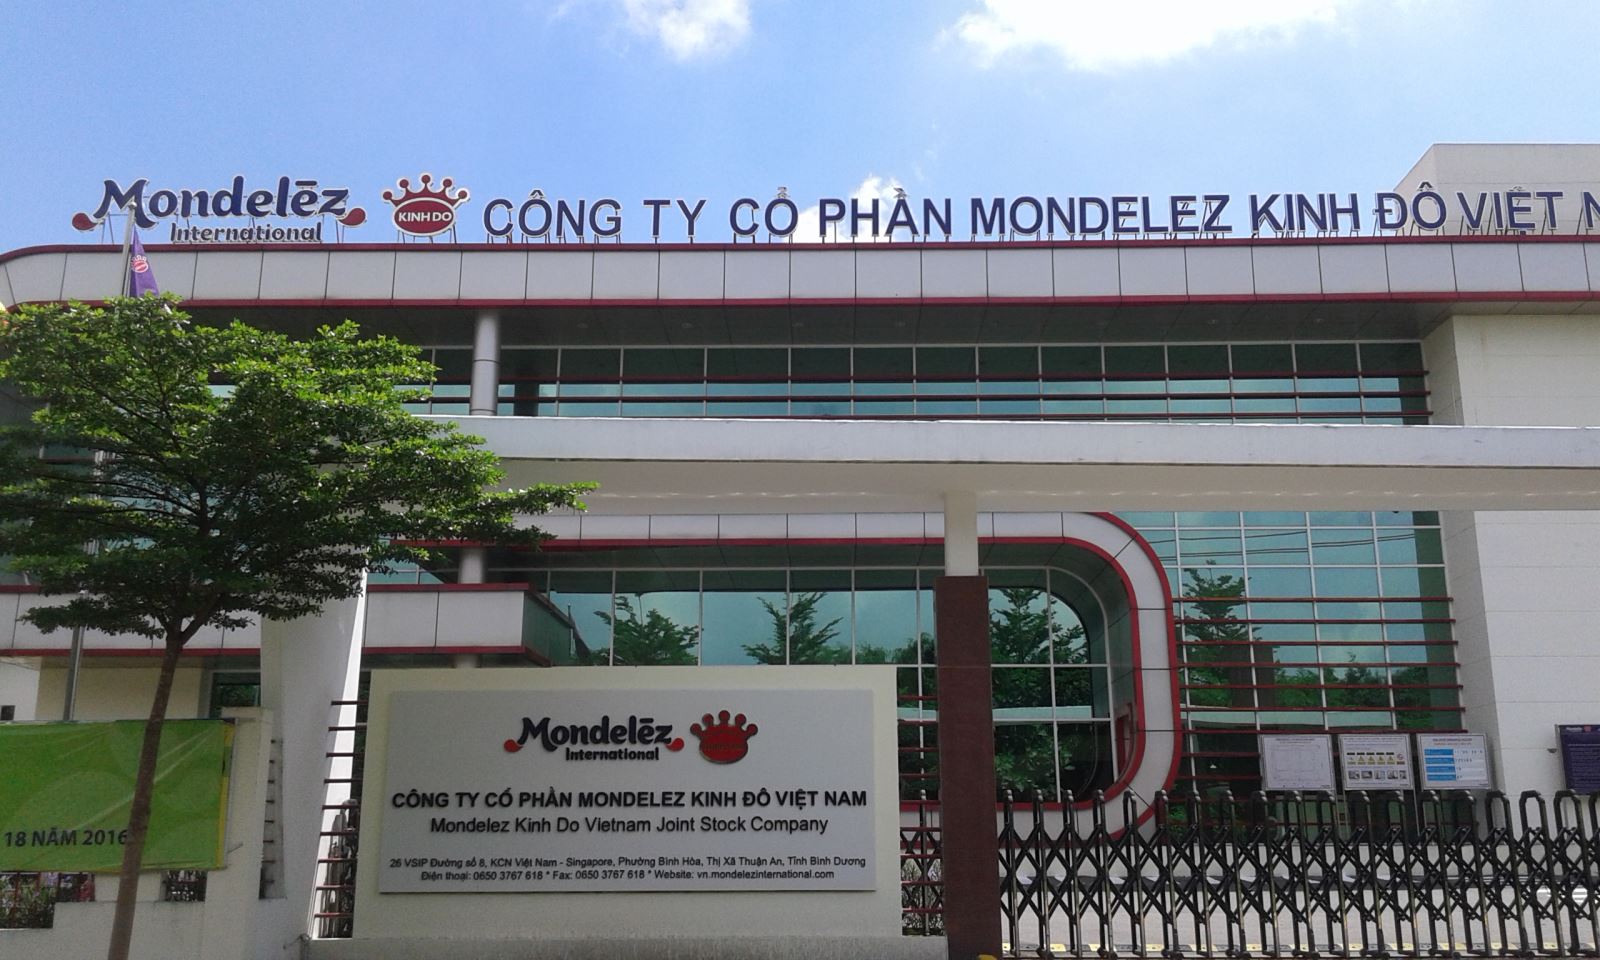 Mondelēz
International
KINH DO
CÔNG TY CỔ PHẦN MONDELEZ KINH ĐÔ VIỆT N
Mondelēz
International
CÔNG TY CỔ PHẦN MONDELEZ KINH ĐÔ VIỆT NAM
Mondelez Kinh Do Vietnam Joint Stock Company
26 VSIP Đường số 8, KCN Việt Nam - Singapore, Phường Bình Hòa, Thị Xã Thuận An, Tỉnh Bình Dương
Điện thoại: 0650 3767 618 * Fax: 0650 3767 618 * Website: vn.mondelezinternational.com
18 NĂM 2016